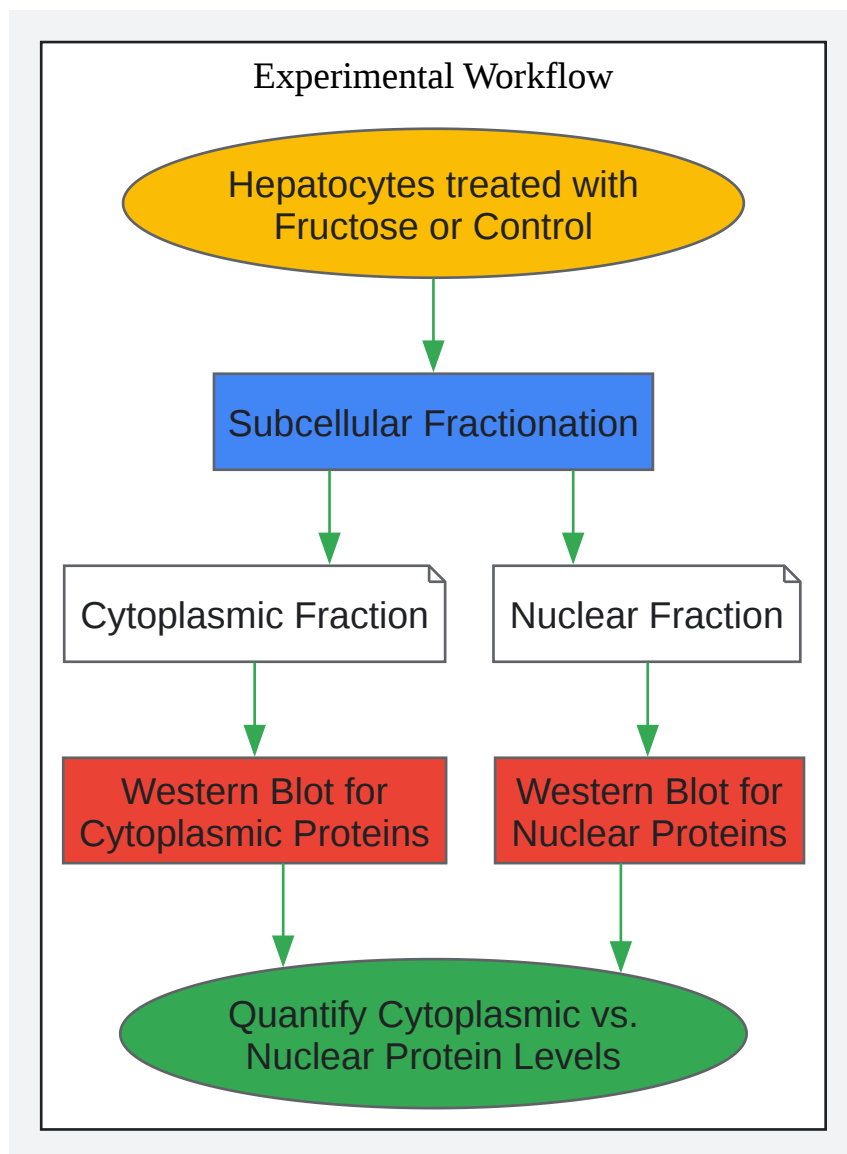 Experimental Workflow
Hepatocytes treated with
Fructose or Control
Subcellular Fractionation
Cytoplasmic Fraction
Nuclear Fraction
Western Blot for
Cytoplasmic Proteins
Western Blot for
Nuclear Proteins
Quantify Cytoplasmic vs.
Nuclear Protein Levels